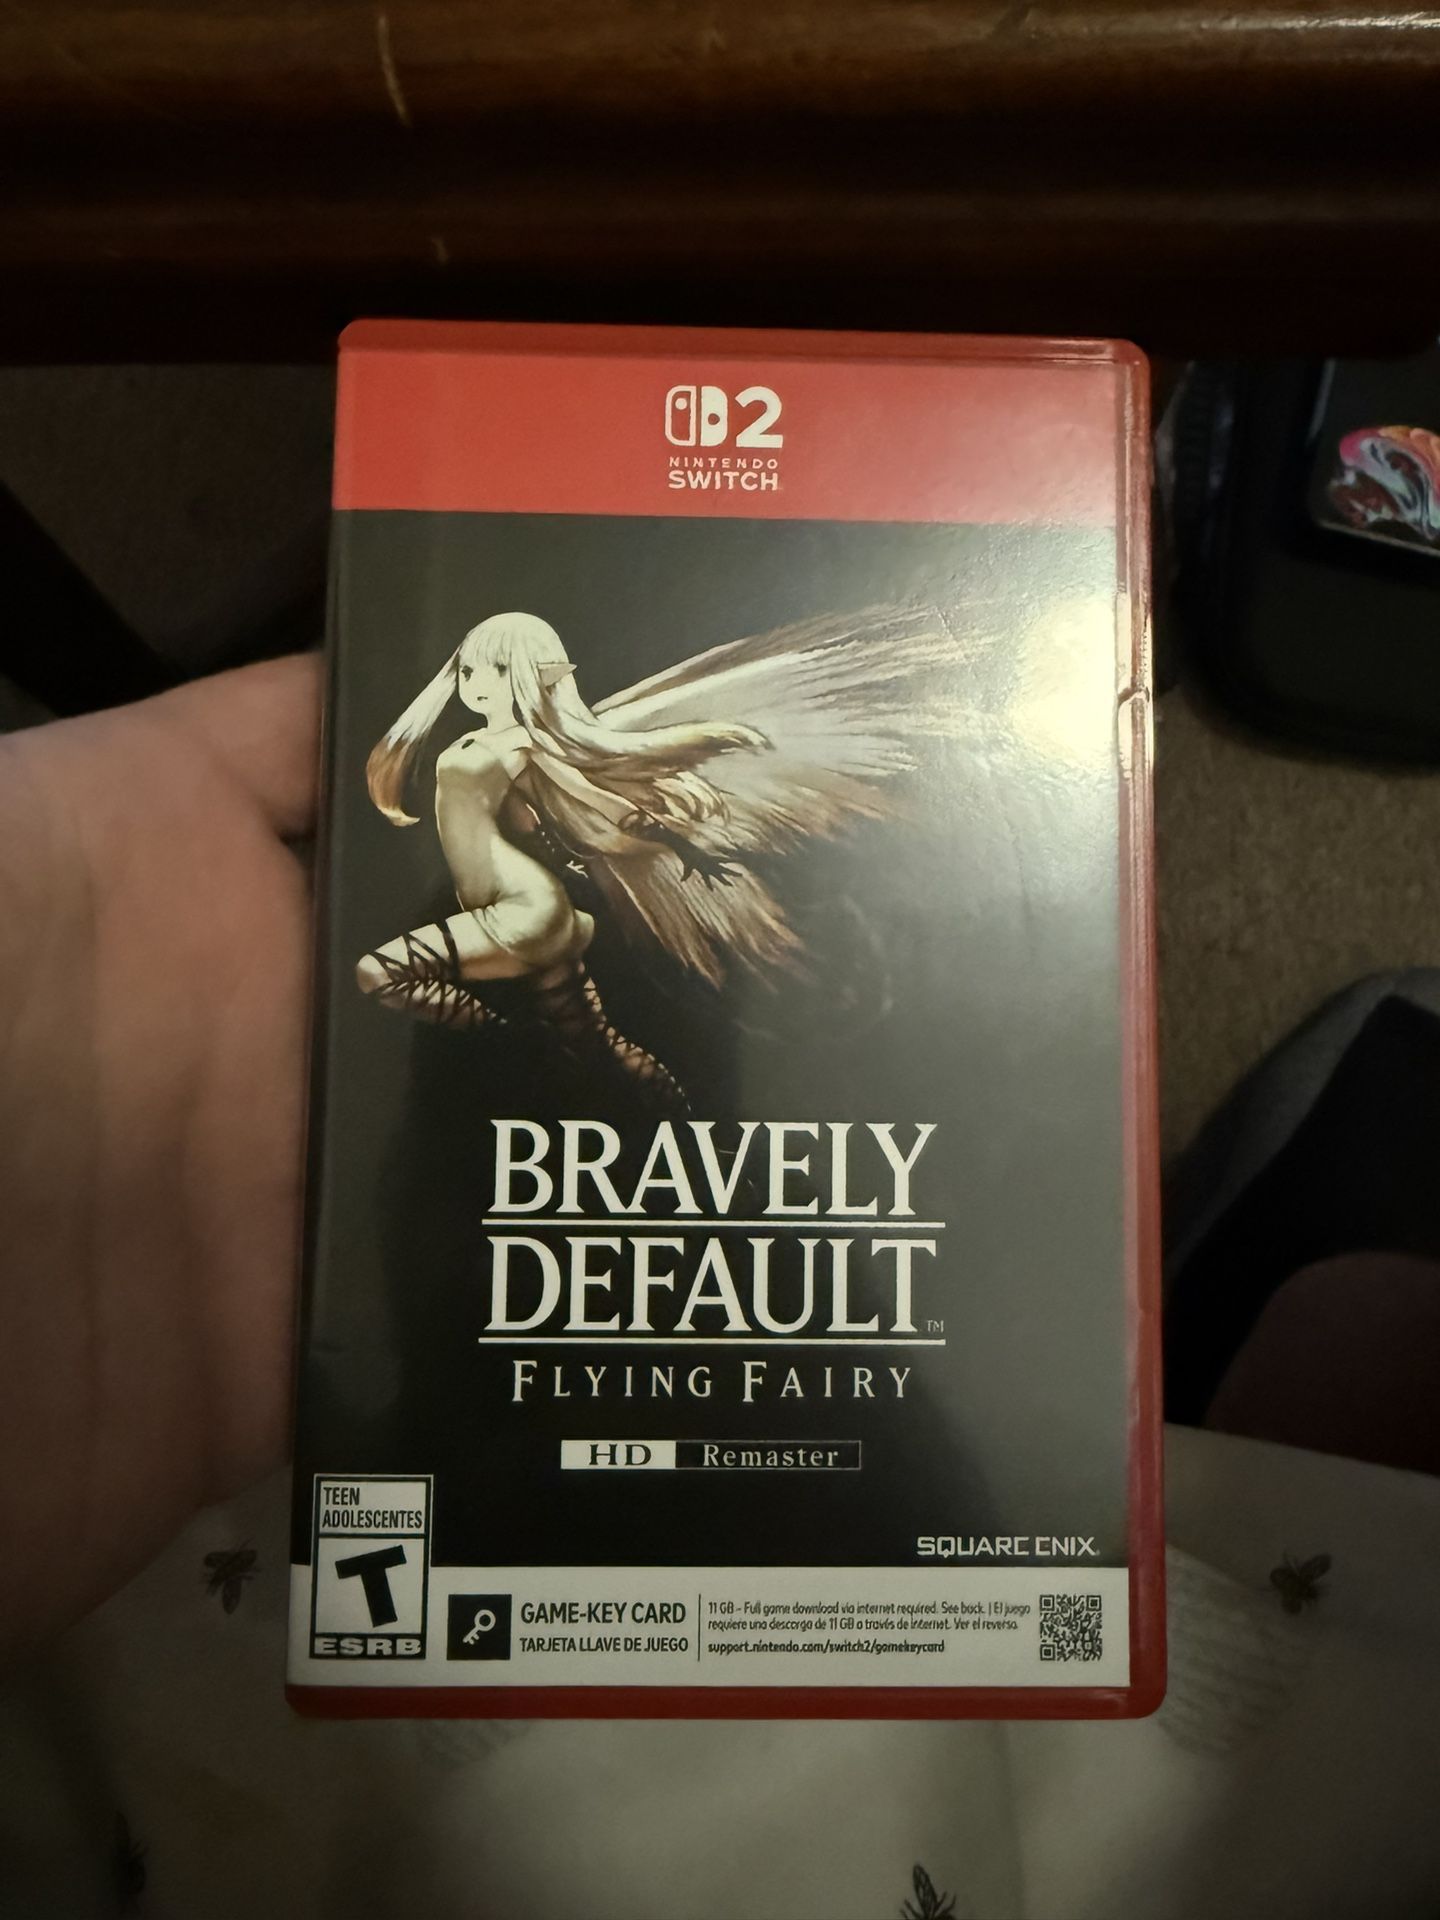 2
NINTENDO
SWITCH
BRAVELY
DEFAULT™
FLYING FAIRY
HD Remaster
SQUARE ENIX
TEEN
ADOLESCENTES
T
ESRB
GAME-KEY CARD
TARJETA LLAVE DE JUEGO
11 GB - Full game download via internet required. See back. | El juego
requiere una descarga de 11 GB a través de internet. Ver el reverso.
support.nintendo.com/switch2/gamekeycard